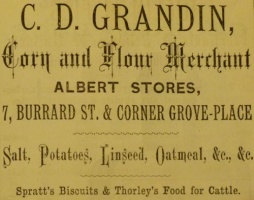 C. D. GRANDIN,
Corn and Flour Merchant
ALBERT STORES,
7, BURRARD ST. & CORNER GROVE-PLACE
Salt, Potatoes, Linseed, Oatmeal, &c., &c.
Spratt's Biscuits & Thorley's Food for Cattle.